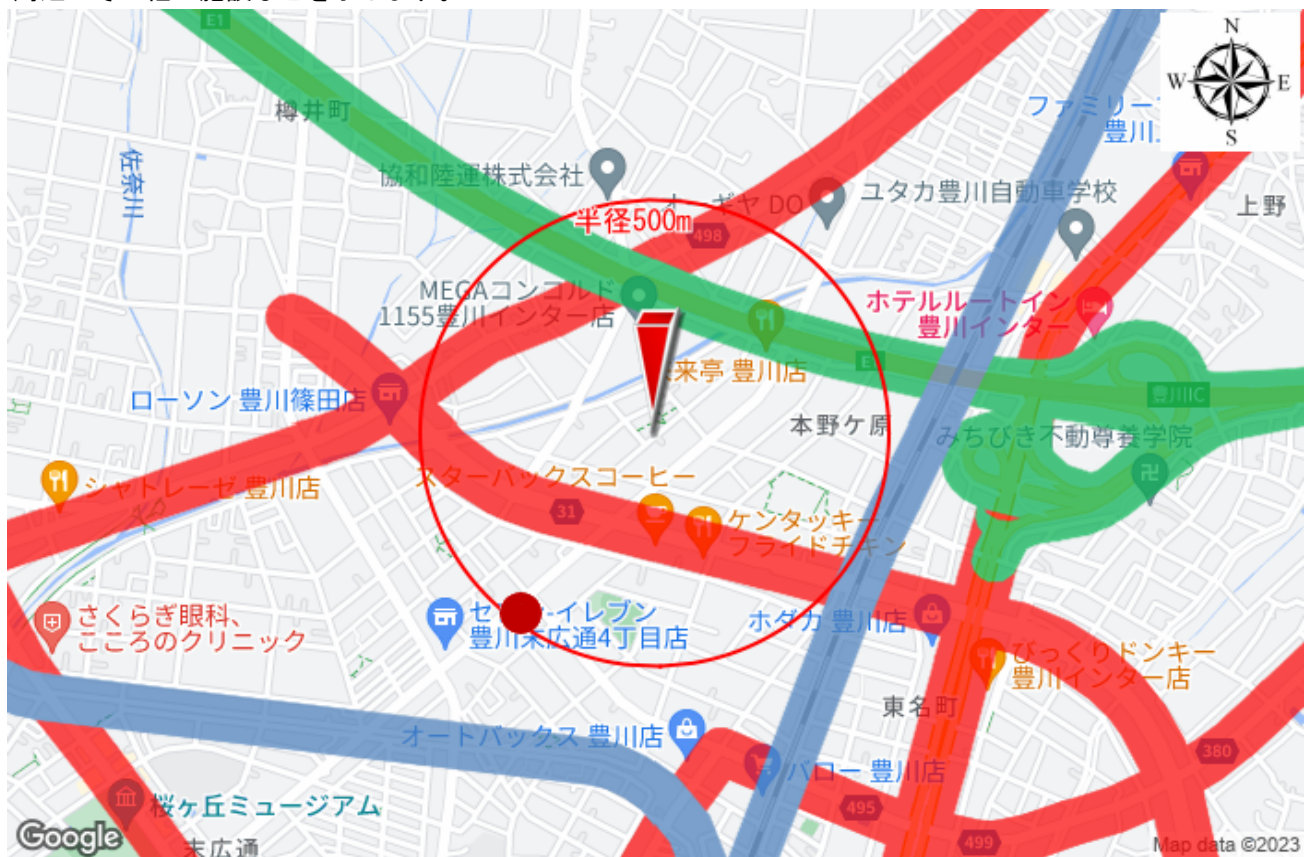 N
W
E
S
E1
樽井町
佐奈川
協和陸運株式会社
半径500m
498
ユタカ豊川自動車学校
上野
MEGAコンコルド
1155豊川インター店
ホテルルートイン
豊川インター
来亭 豊川店
豊川IC
ローソン 豊川篠田店
本野ケ原
みちびき不動尊養学院
シャトレーゼ 豊川店
スターバックスコーヒー
31
ケンタッキー
フライドチキン
さくらぎ眼科、
こころのクリニック
イレブン
豊川末広通4丁目店
ホダカ 豊川店
びっくりドンキー
豊川インター店
東名町
オートバックス 豊川店
380
バロー 豊川店
495
桜ヶ丘ミュージアム
499
末広通
Google
Map data ©2023